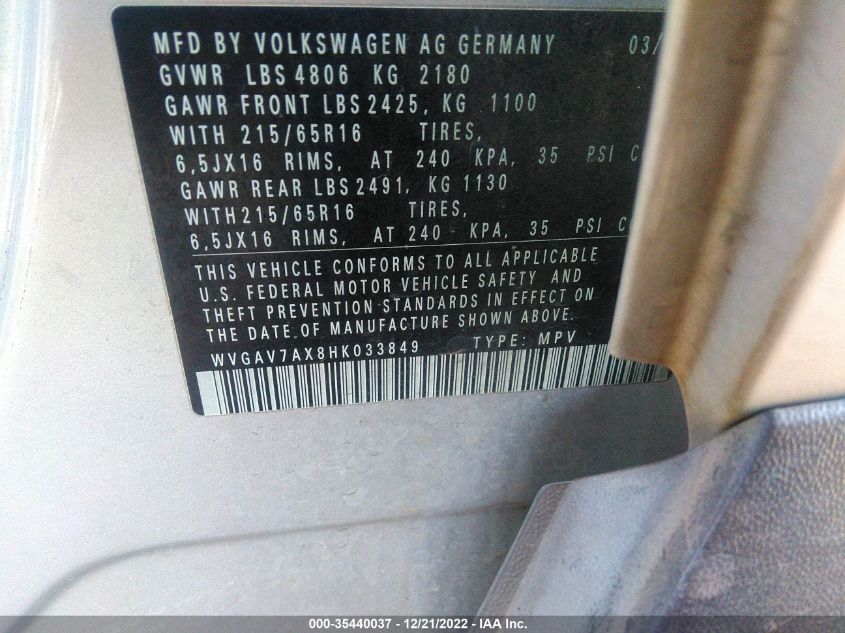 MFD BY VOLKSWAGEN AG GERMANY 03/
GVWR LBS 4806 KG 2180
GAWR FRONT LBS 2425, KG 1100
WITH 215/65R16 TIRES,
6,5JX16 RIMS, AT 240 KPA, 35 PSI C
GAWR REAR LBS 2491, KG 1130
WITH 215/65R16 TIRES,
6,5JX16 RIMS, AT 240 KPA, 35 PSI C
THIS VEHICLE CONFORMS TO ALL APPLICABLE
U.S. FEDERAL MOTOR VEHICLE SAFETY AND
THEFT PREVENTION STANDARDS IN EFFECT ON
THE DATE OF MANUFACTURE SHOWN ABOVE.
WVGAV7AX8HK033849 TYPE: MPV
000-35440037 - 12/21/2022 - IAA Inc.